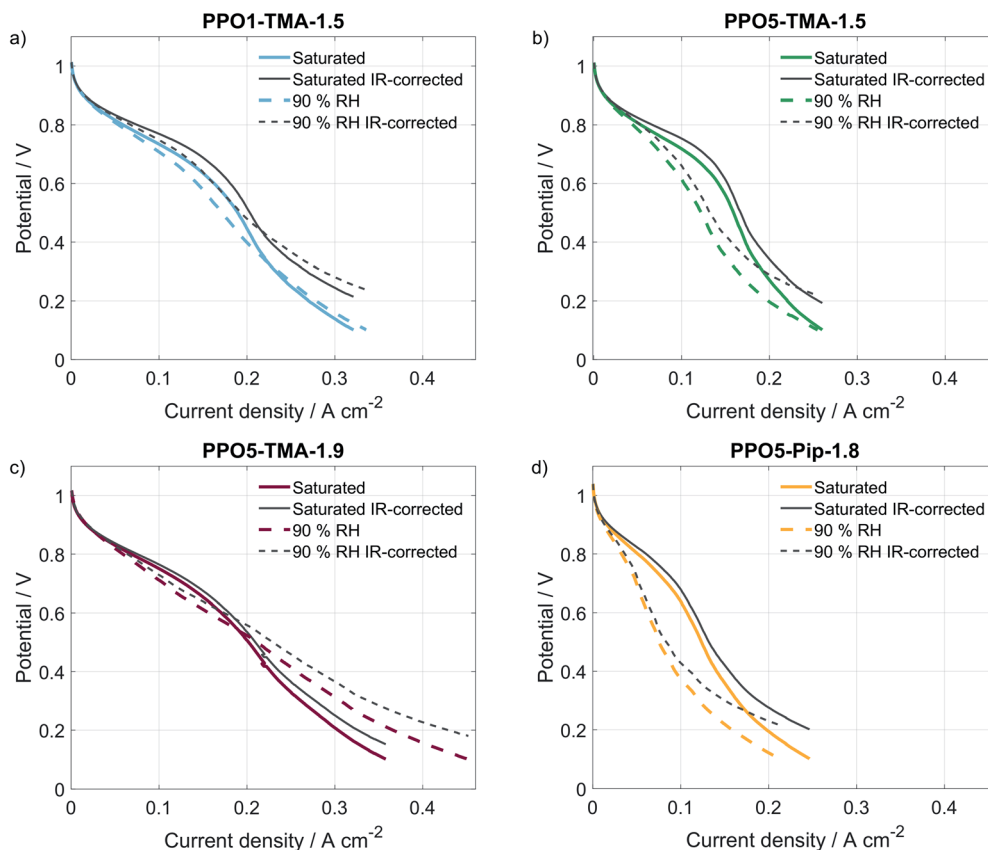 PPO1-TMA-1.5
a)
Saturated
Saturated IR-corrected
90 % RH
90 % RH IR-corrected
Potential / V
1
0.8
0.6
0.4
0.2
0
0 0.1 0.2 0.3 0.4
Current density / A cm-2
PPO5-TMA-1.5
b)
Saturated
Saturated IR-corrected
90 % RH
90 % RH IR-corrected
Potential / V
1
0.8
0.6
0.4
0.2
0
0 0.1 0.2 0.3 0.4
Current density / A cm-2
PPO5-TMA-1.9
c)
Saturated
Saturated IR-corrected
90 % RH
90 % RH IR-corrected
Potential / V
1
0.8
0.6
0.4
0.2
0
0 0.1 0.2 0.3 0.4
Current density / A cm-2
PPO5-Pip-1.8
d)
Saturated
Saturated IR-corrected
90 % RH
90 % RH IR-corrected
Potential / V
1
0.8
0.6
0.4
0.2
0
0 0.1 0.2 0.3 0.4
Current density / A cm-2